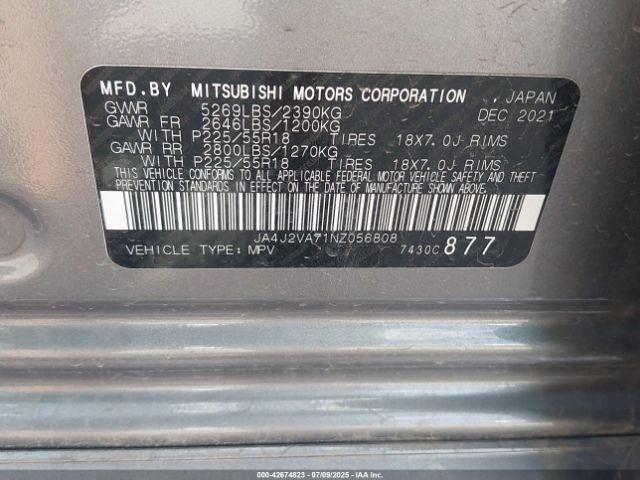 MFD.BY MITSUBISHI MOTORS CORPORATION , JAPAN
GVWR 5269LBS/2390KG DEC 2021
GAWR FR 2646LBS/1200KG
WITH P225/55R18 TIRES 18X7.0J RIMS
GAWR RR 2800LBS/1270KG
WITH P225/55R18 TIRES 18X7.0J RIMS
THIS VEHICLE CONFORMS TO ALL APPLICABLE FEDERAL MOTOR VEHICLE SAFETY AND THEFT
PREVENTION STANDARDS IN EFFECT ON THE DATE OF MANUFACTURE SHOWN ABOVE.
JA4J2VA71NZ056808
VEHICLE TYPE: MPV 7430C 877
000-42674823 - 07/09/2025 - IAAI.COM